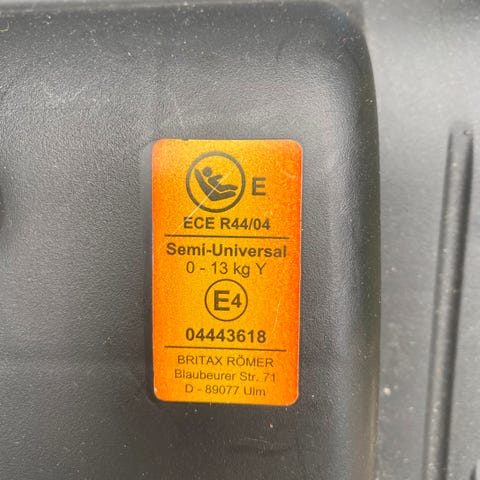 E
ECE R44/04
Semi-Universal
0 - 13 kg Y
E4
04443618
BRITAX RÖMER
Blaubeurer Str. 71
D - 89077 Ulm